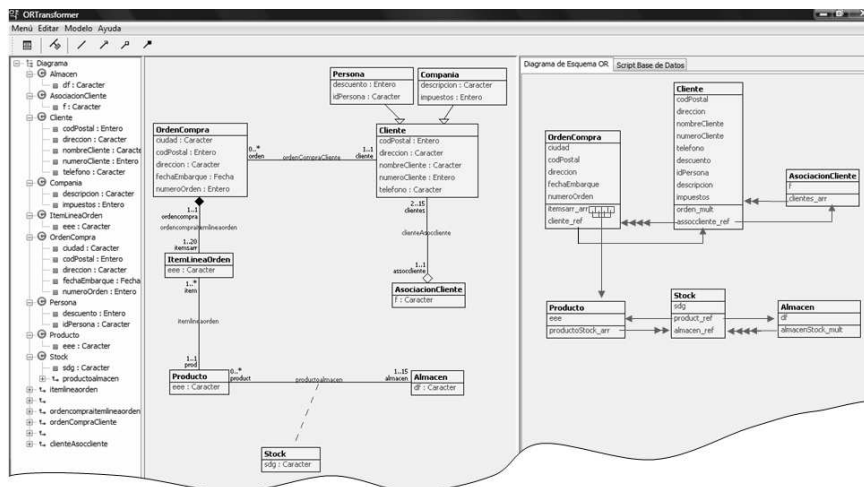 ORTransformer
Menú Editar Modelo Ayuda
Diagrama
Almacen
df : Caracter
AsociacionCliente
f : Caracter
Cliente
codPostal : Entero
direccion : Caracter
nombreCliente : Caracte
numeroCliente : Entero
telefono : Caracter
Compania
descripcion : Caracter
impuestos : Entero
ItemLineaOrden
eee : Caracter
OrdenCompra
ciudad : Caracter
codPostal : Entero
direccion : Caracter
fechaEmbarque : Fecha
numeroOrden : Entero
Persona
descuento : Entero
idPersona : Caracter
Producto
eee : Caracter
Stock
sdg : Caracter
productoalmacen
itemlineaorden
ordencompraitemlineaorden
ordenCompraCliente
clienteAsoccliente
Persona
descuento : Entero
idPersona : Caracter
Compania
descripcion : Caracter
impuestos : Entero
OrdenCompra
ciudad : Caracter
codPostal : Entero
direccion : Caracter
fechaEmbarque : Fecha
numeroOrden : Entero
0..*
orden
ordenCompraCliente
1..1
cliente
Cliente
codPostal : Entero
direccion : Caracter
nombreCliente : Caracter
numeroCliente : Entero
telefono : Caracter
1..1
ordencompra
ordencompraitemlineaorden
1..20
itemsarr
2..15
clientes
clienteAsoccliente
1..1
assoccliente
ItemLineaOrden
eee : Caracter
1..*
item
itemlineaorden
1..1
prod
AsociacionCliente
f : Caracter
Producto
eee : Caracter
0..*
product
productoalmacen
1..15
almacen
Almacen
df : Caracter
Stock
sdg : Caracter
Diagrama de Esquema OR
Script Base de Datos
Cliente
codPostal
direccion
nombreCliente
numeroCliente
telefono
descuento
idPersona
descripcion
impuestos
orden_mult
assoccliente_ref
OrdenCompra
ciudad
codPostal
direccion
fechaEmbarque
numeroOrden
itemsarr_arr
cliente_ref
AsociacionCliente
f
clientes_arr
Producto
eee
productoStock_arr
Stock
sdg
product_ref
almacen_ref
Almacen
df
almacenStock_mult